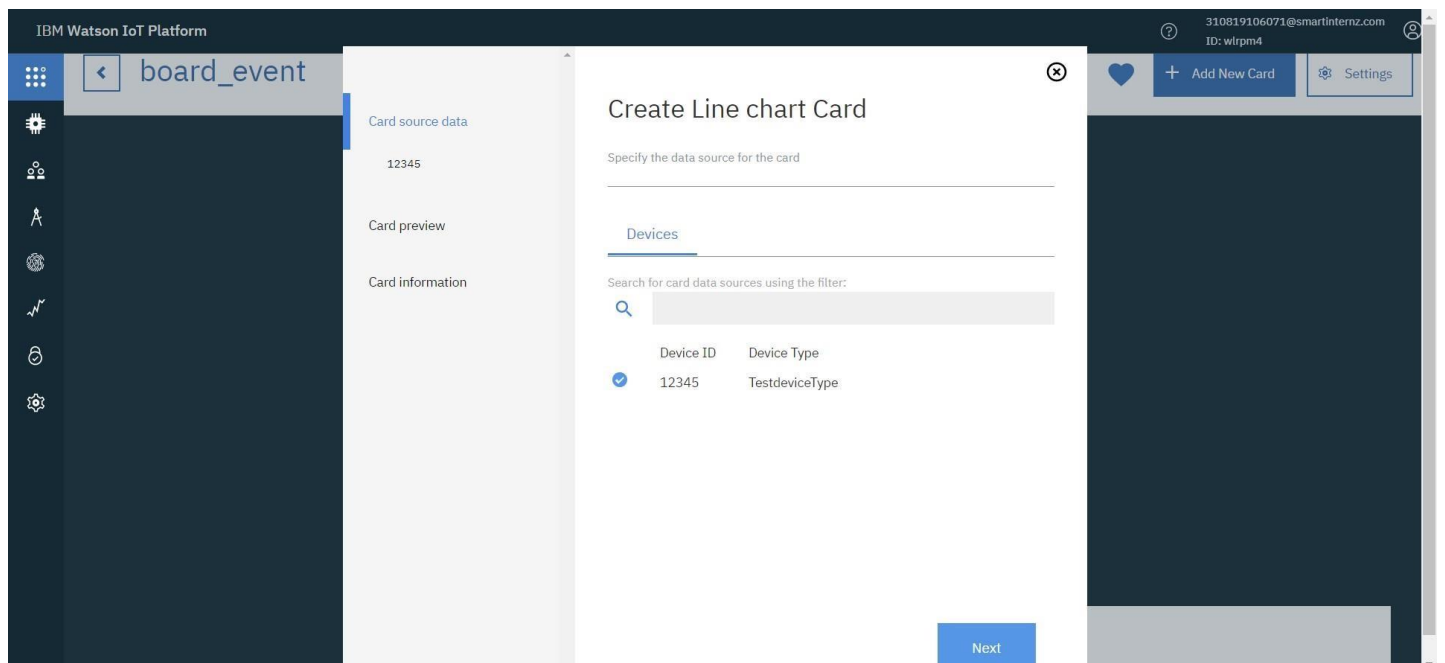 IBM Watson IoT Platform
310819106071@smartinternz.com
ID: wlrpm4
board_event
Add New Card
Settings
Card source data
12345
Card preview
Card information
Create Line chart Card
Specify the data source for the card
Devices
Search for card data sources using the filter:
Device ID Device Type
12345 TestdeviceType
Next